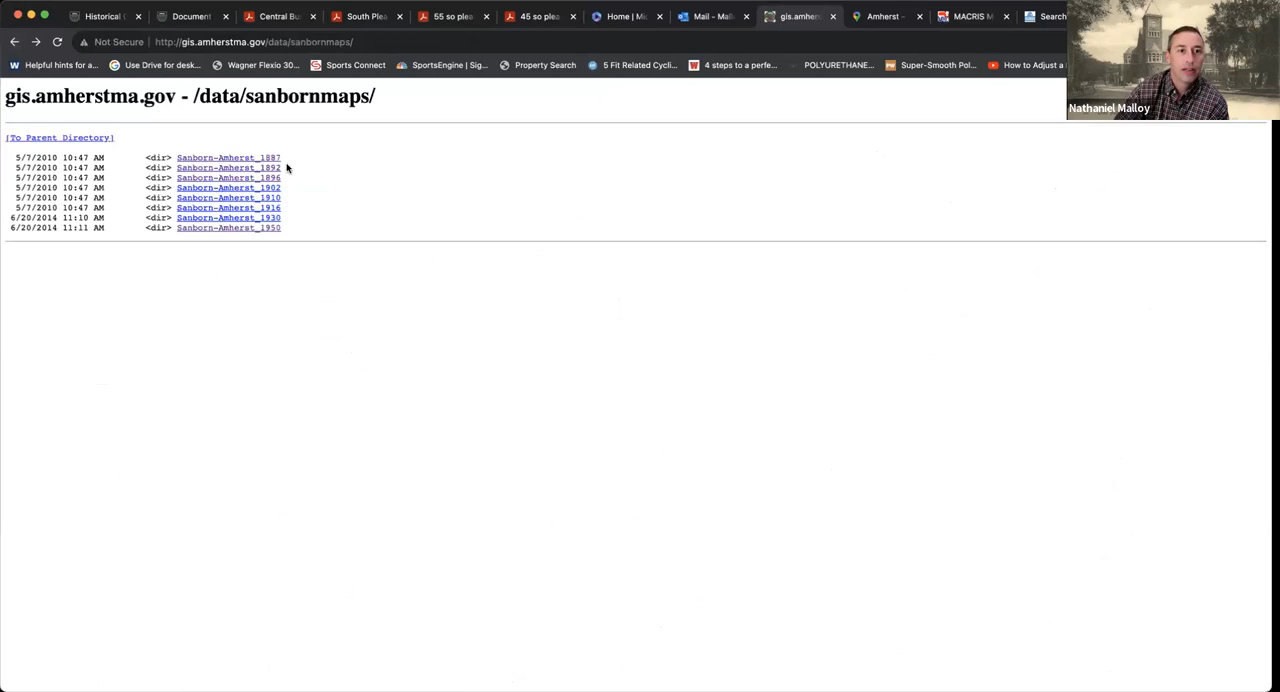 Historical C
Document
Central Bu
South Plea
55 so plea
45 so plea
Home | Mi
Mail – Mall
gis.amhers
Amherst -
MACRIS M
Search
Not Secure | http://gis.amherstma.gov/data/sanbornmaps/
Helpful hints for a...
Use Drive for desk...
Wagner Flexio 30...
Sports Connect
SportsEngine | Sig...
Property Search
5 Fit Related Cycli...
4 steps to a perfe...
POLYURETHANE...
Super-Smooth Pol...
How to Adjust a
Nathaniel Malloy
gis.amherstma.gov - /data/sanbornmaps/
[To Parent Directory]
5/7/2010 10:47 AM <dir> Sanborn-Amherst_1887
5/7/2010 10:47 AM <dir> Sanborn-Amherst_1892
5/7/2010 10:47 AM <dir> Sanborn-Amherst_1896
5/7/2010 10:47 AM <dir> Sanborn-Amherst_1902
5/7/2010 10:47 AM <dir> Sanborn-Amherst_1910
5/7/2010 10:47 AM <dir> Sanborn-Amherst_1916
6/20/2014 11:10 AM <dir> Sanborn-Amherst_1930
6/20/2014 11:11 AM <dir> Sanborn-Amherst_1950